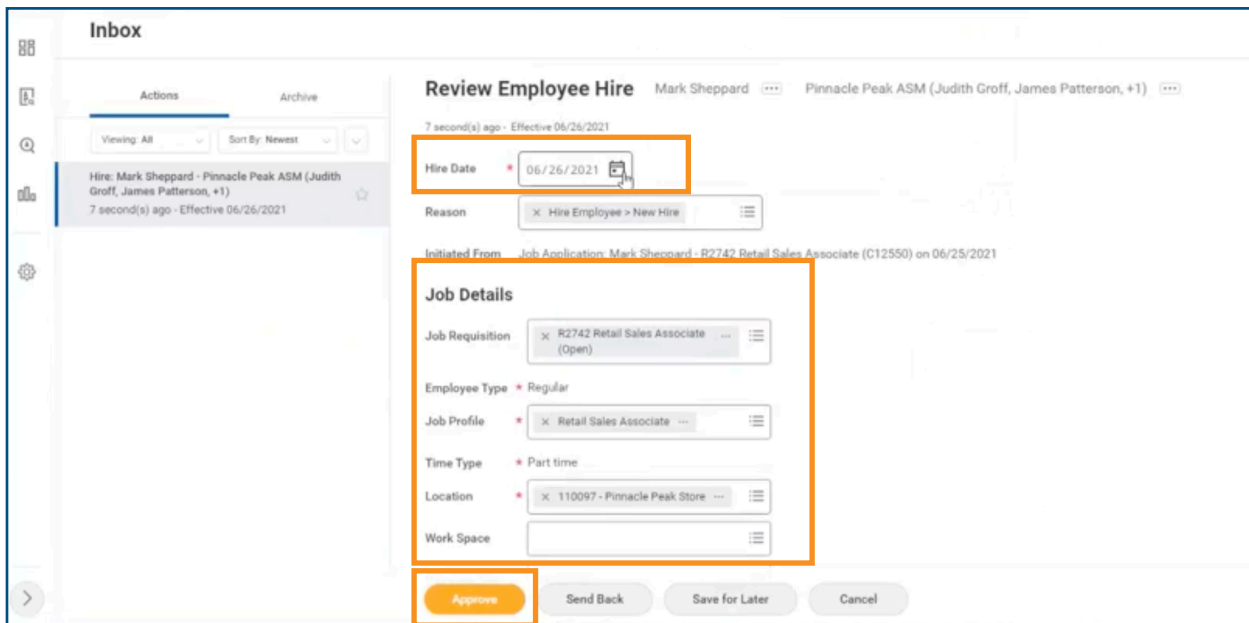 Inbox
Actions
Archive
Viewing: All
Sort By: Newest
Hire: Mark Sheppard - Pinnacle Peak ASM (Judith
Groff, James Patterson, +1)
7 second(s) ago - Effective 06/26/2021
Review Employee Hire Mark Sheppard Pinnacle Peak ASM (Judith Groff, James Patterson, +1)
7 second(s) ago - Effective 06/26/2021
Hire Date * 06/26/2021
Reason × Hire Employee > New Hire
Initiated From Job Application: Mark Sheppard - R2742 Retail Sales Associate (C12550) on 06/25/2021
Job Details
Job Requisition × R2742 Retail Sales Associate ...
(Open)
Employee Type * Regular
Job Profile * × Retail Sales Associate ...
Time Type * Part time
Location * × 110097 - Pinnacle Peak Store ...
Work Space
Approve Send Back Save for Later Cancel